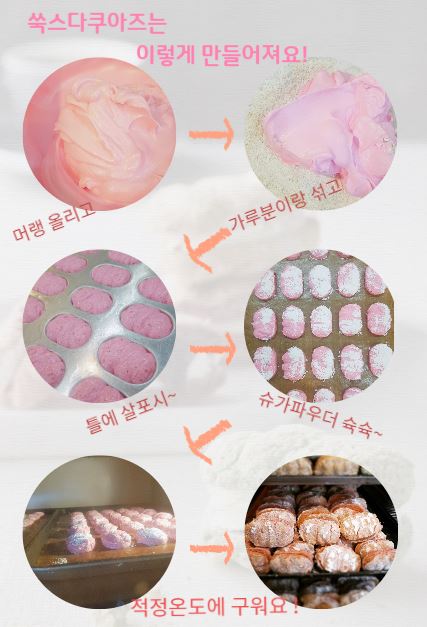 쑥스다쿠아즈는
이렇게 만들어져요!
머랭 올리고
가루분이랑 섞고
틀에 살포시~
슈가파우더 슉슉~
적정온도에 구워요!